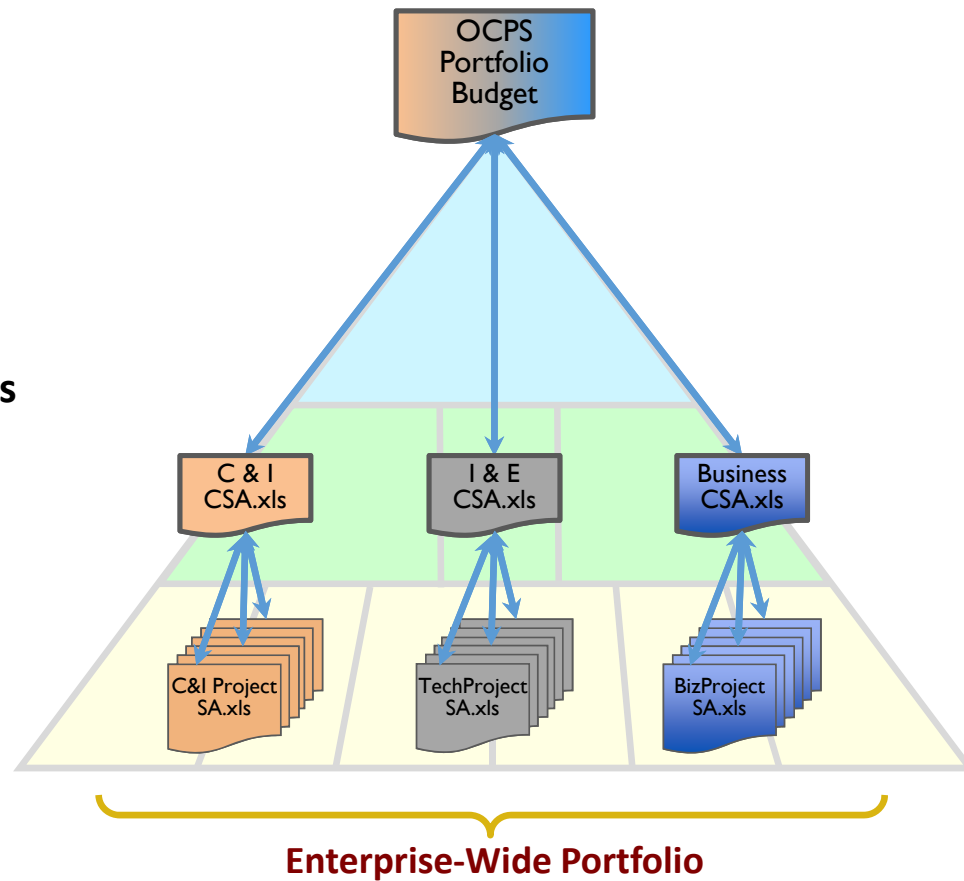 OCPS
Portfolio
Budget
s
C & I
CSA.xls
I & E
CSA.xls
Business
CSA.xls
C&I Project
SA.xls
TechProject
SA.xls
BizProject
SA.xls
Enterprise-Wide Portfolio